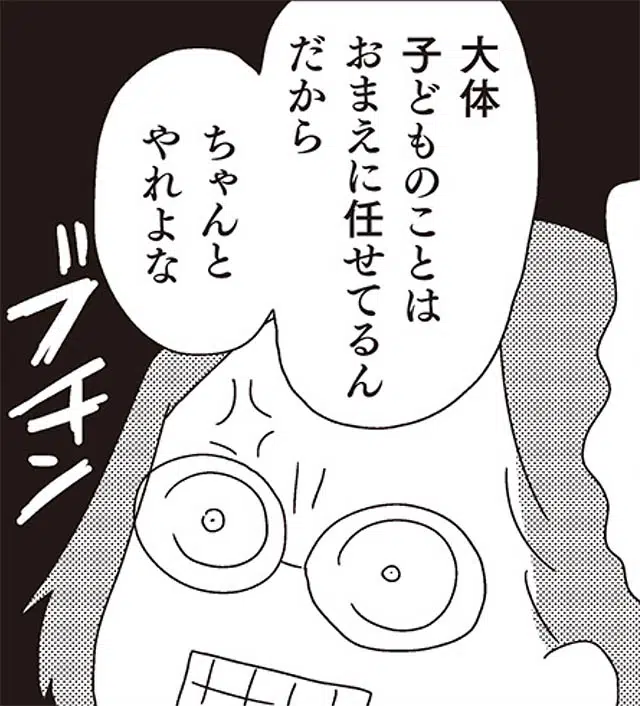 大体
子どものことは
おまえに任せてるん
だから
ちゃんと
やれよな
ブチン